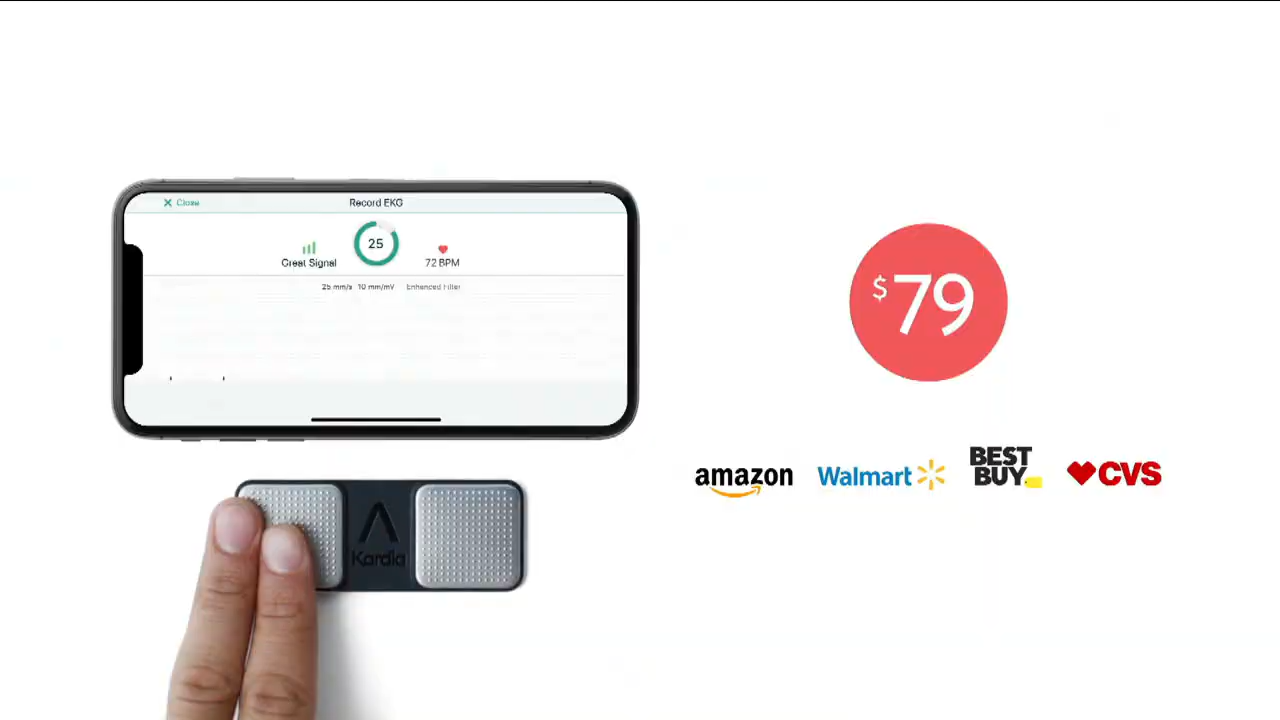 Close
Record EKG
25
Great Signal
72 BPM
25 mm/s 10 mm/mV Enhanced Filter
Kardia
$79
amazon
Walmart
BEST
BUY
CVS